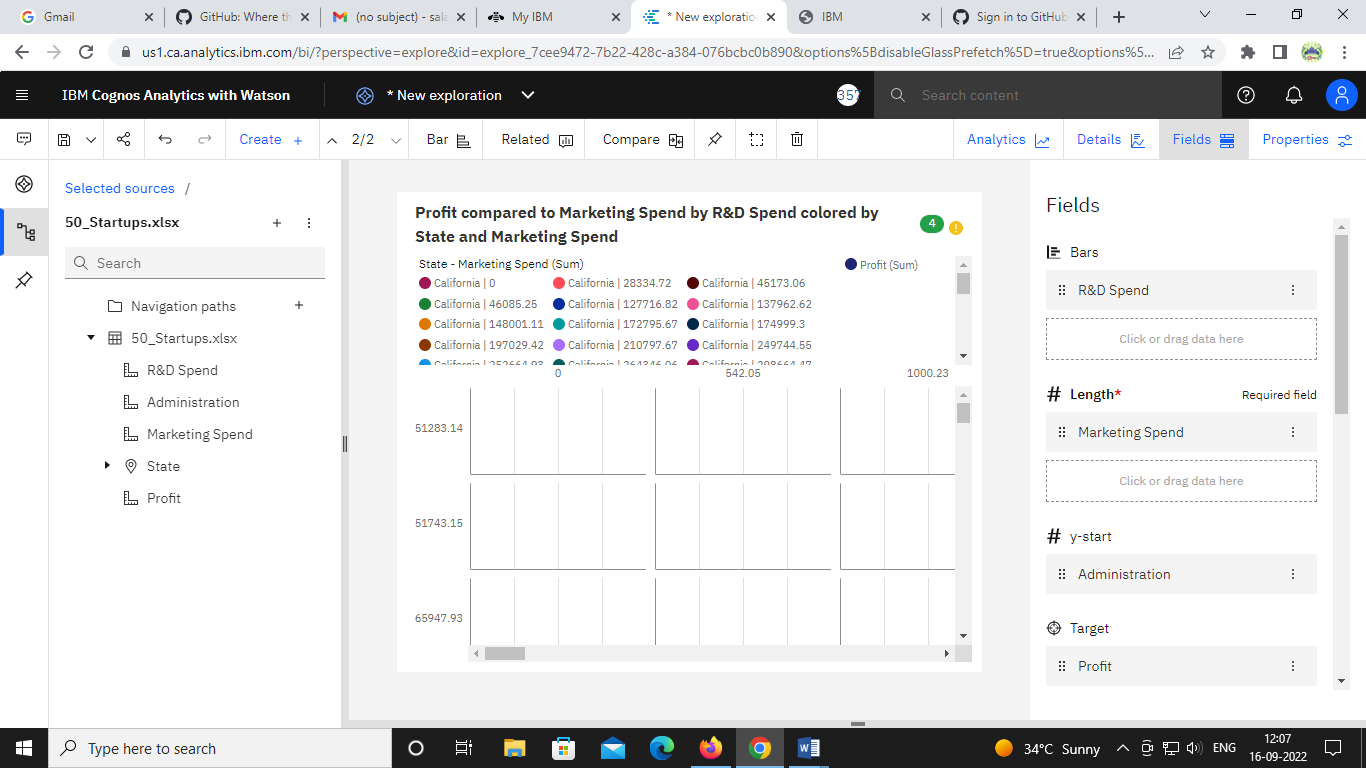 Gmail
GitHub: Where th
(no subject) - sala
My IBM
* New exploration
IBM
Sign in to GitHub
us1.ca.analytics.ibm.com/bi/?perspective=explore&id=explore_7cee9472-7b22-428c-a384-076bcbc0b890&options%5BdisableGlassPrefetch%5D=true&options%5...
IBM Cognos Analytics with Watson
* New exploration
357
Search content
Create +
2/2
Bar
Related
Compare
Analytics
Details
Fields
Properties
Selected sources /
50_Startups.xlsx
Search
Navigation paths
50_Startups.xlsx
R&D Spend
Administration
Marketing Spend
State
Profit
Profit compared to Marketing Spend by R&D Spend colored by
State and Marketing Spend
4
State - Marketing Spend (Sum)
Profit (Sum)
California | 0
California | 28334.72
California | 45173.06
California | 46085.25
California | 127716.82
California | 137962.62
California | 148001.11
California | 172795.67
California | 174999.3
California | 197029.42
California | 210797.67
California | 249744.55
0
542.05
1000.23
51283.14
51743.15
65947.93
Fields
Bars
R&D Spend
Click or drag data here
Length*
Required field
Marketing Spend
Click or drag data here
y-start
Administration
Target
Profit
Type here to search
34°C Sunny
ENG
12:07
16-09-2022